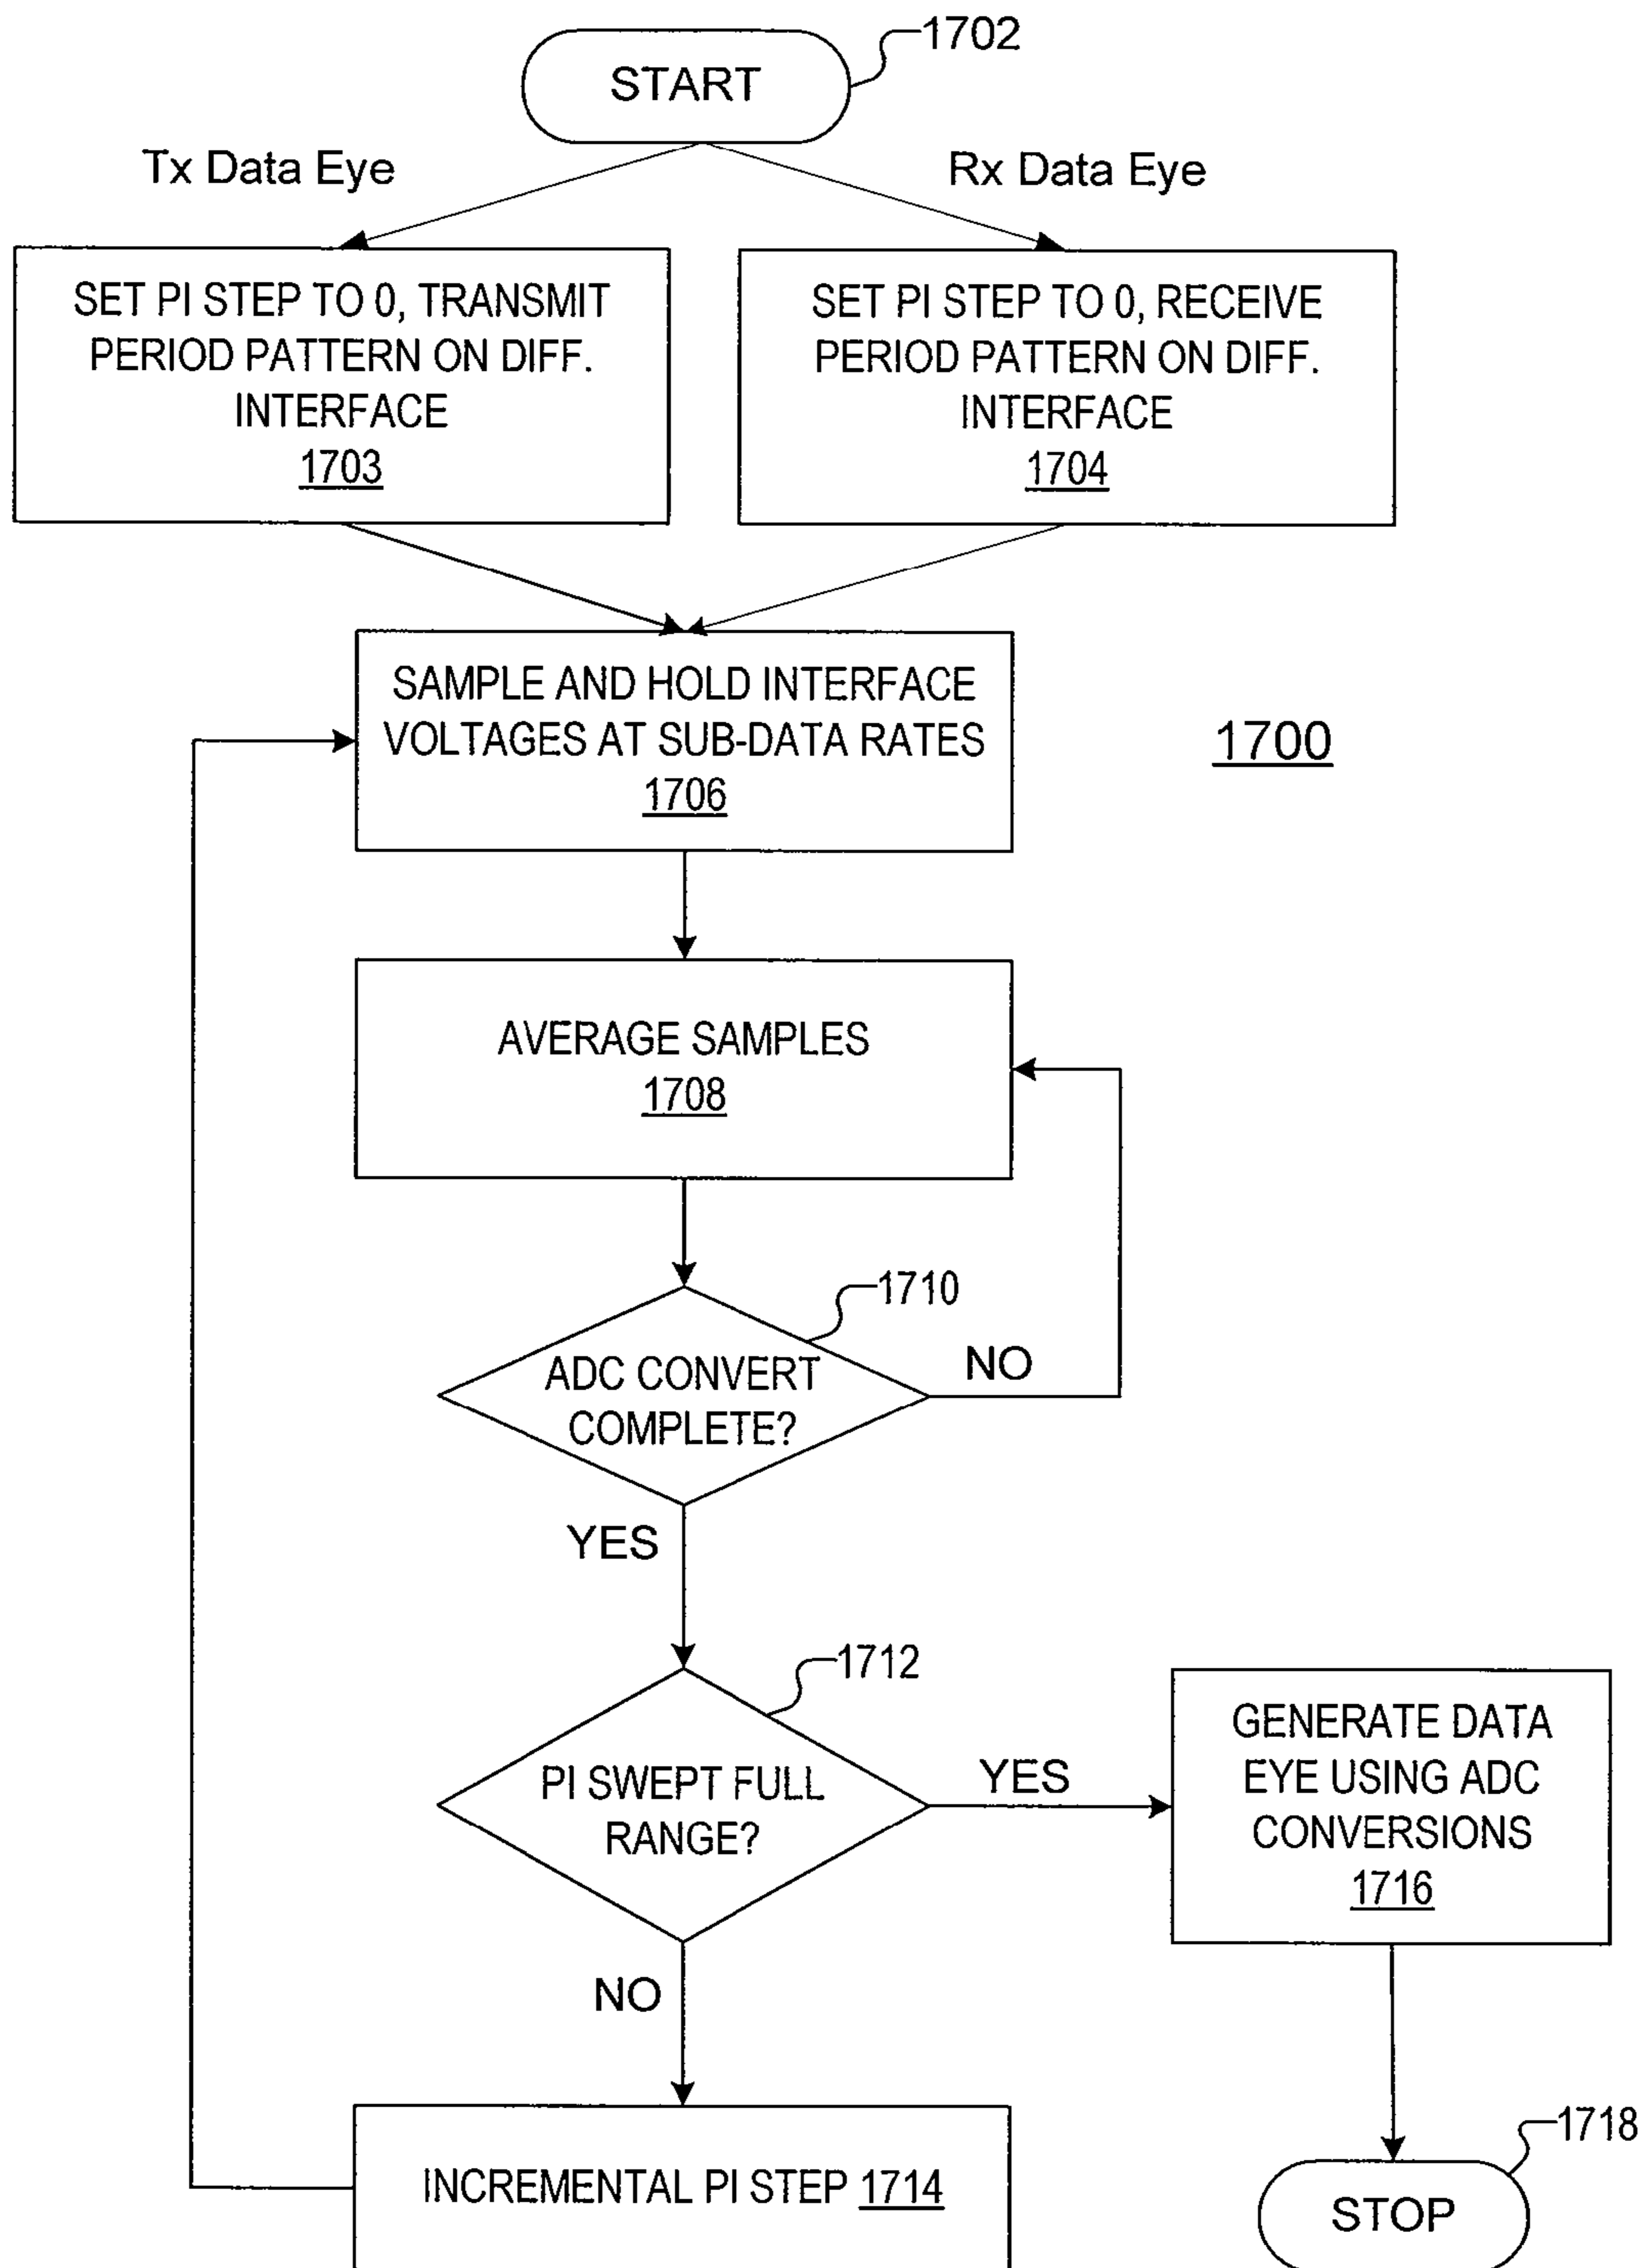 1702
START
Tx Data Eye
Rx Data Eye
SET PI STEP TO 0, TRANSMIT
PERIOD PATTERN ON DIFF.
INTERFACE
1703
SET PI STEP TO 0, RECEIVE
PERIOD PATTERN ON DIFF.
INTERFACE
1704
SAMPLE AND HOLD INTERFACE
VOLTAGES AT SUB-DATA RATES
1706
1700
AVERAGE SAMPLES
1708
1710
ADC CONVERT
COMPLETE?
NO
YES
1712
PI SWEPT FULL
RANGE?
YES
GENERATE DATA
EYE USING ADC
CONVERSIONS
1716
NO
INCREMENTAL PI STEP 1714
1718
STOP